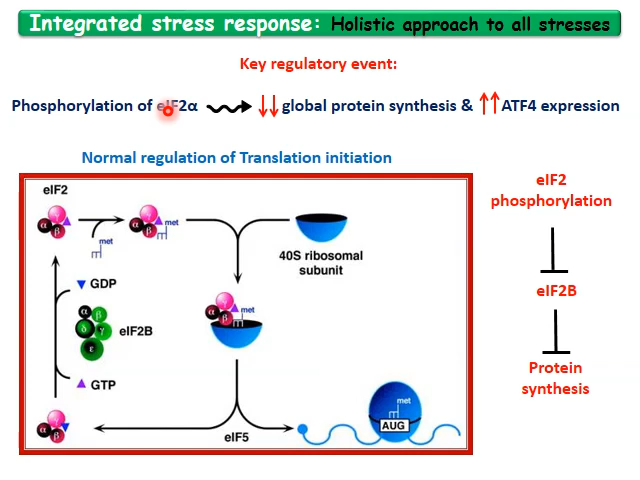 Integrated stress response: Holistic approach to all stresses
Key regulatory event:
Phosphorylation of eIF2α global protein synthesis & ATF4 expression
Normal regulation of Translation initiation
eIF2
γ
α β
met
γ
α β
met
40S ribosomal
subunit
GDP
α β
δ γ
ε
eIF2B
GTP
γ
α β
met
γ
α β
eIF5
met
AUG
eIF2
phosphorylation
eIF2B
Protein
synthesis